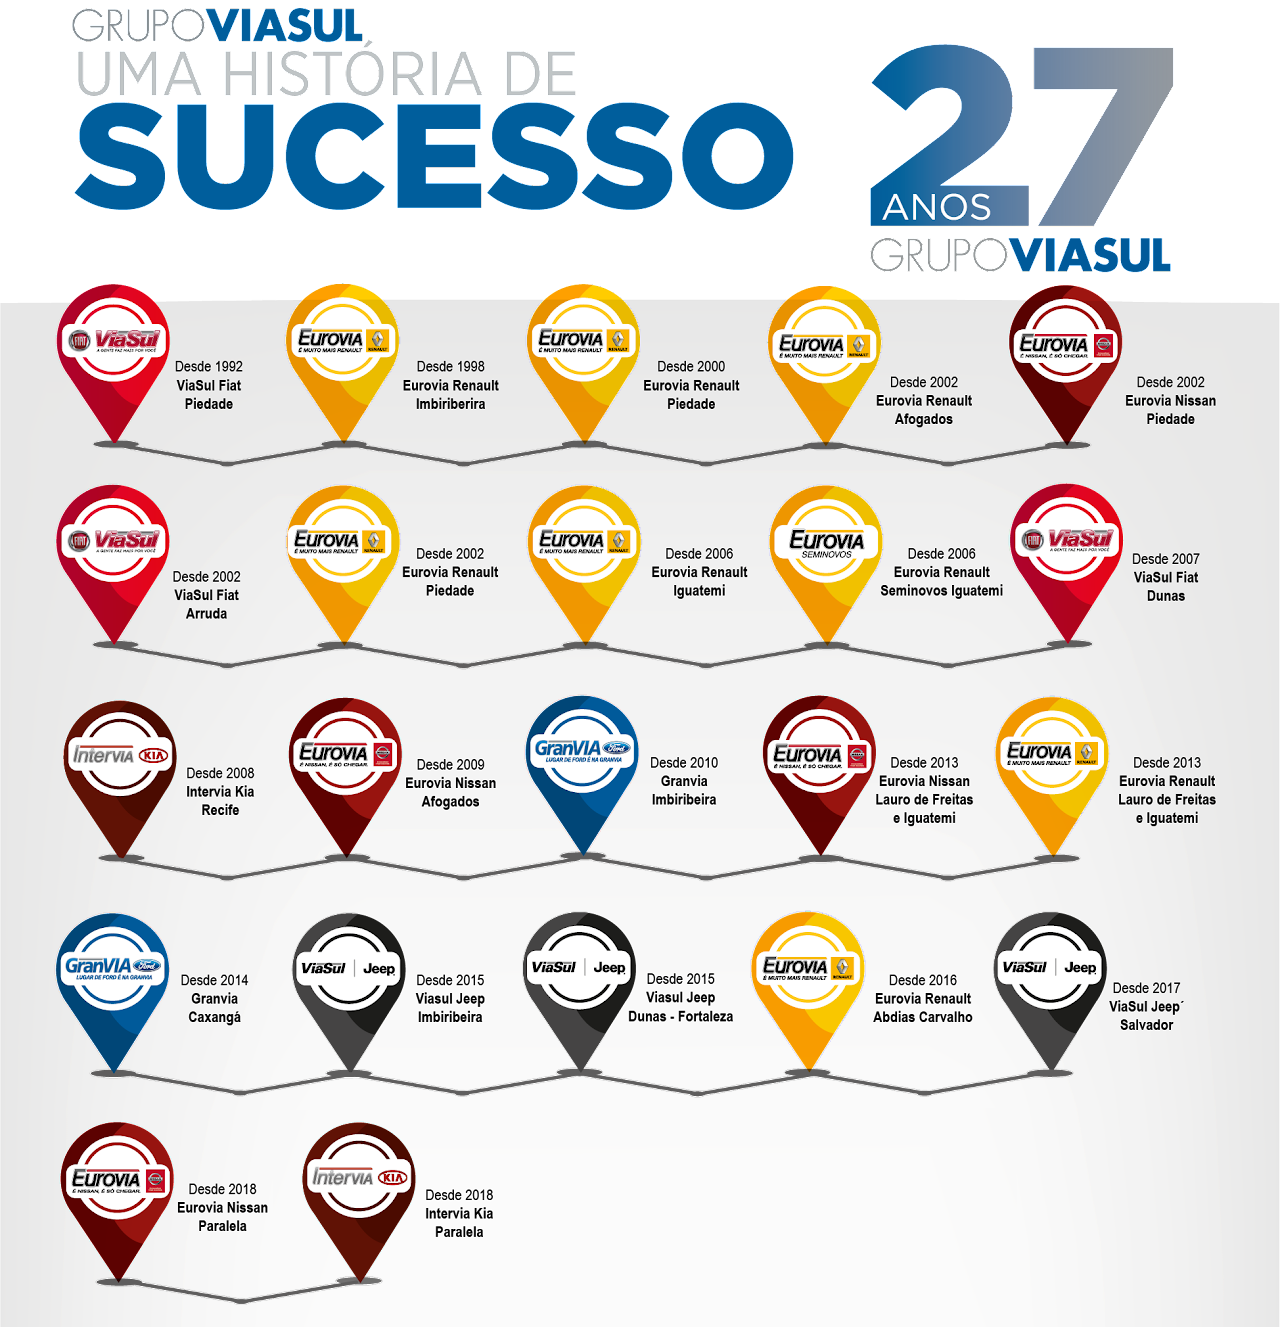 GRUPOVIASUL
UMA HISTÓRIA DE
SUCESSO
27
ANOS
GRUPOVIASUL
FIAT ViaSul
A GENTE FAZ MAIS POR VOCÊ
Desde 1992
ViaSul Fiat
Piedade
Eurovia RENAULT
É MUITO MAIS RENAULT
Desde 1998
Eurovia Renault
Imbiriberira
Eurovia RENAULT
É MUITO MAIS RENAULT
Desde 2000
Eurovia Renault
Piedade
Eurovia RENAULT
É MUITO MAIS RENAULT
Desde 2002
Eurovia Renault
Afogados
Eurovia
É NISSAN, É SÓ CHEGAR.
Desde 2002
Eurovia Nissan
Piedade
FIAT ViaSul
A GENTE FAZ MAIS POR VOCÊ
Desde 2002
ViaSul Fiat
Arruda
Eurovia RENAULT
É MUITO MAIS RENAULT
Desde 2002
Eurovia Renault
Piedade
Eurovia RENAULT
É MUITO MAIS RENAULT
Desde 2006
Eurovia Renault
Iguatemi
Eurovia
SEMINOVOS
Desde 2006
Eurovia Renault
Seminovos Iguatemi
FIAT ViaSul
A GENTE FAZ MAIS POR VOCÊ
Desde 2007
ViaSul Fiat
Dunas
Intervia KIA
Desde 2008
Intervia Kia
Recife
Eurovia
É NISSAN, É SÓ CHEGAR.
Desde 2009
Eurovia Nissan
Afogados
GranVIA Ford
LUGAR DE FORD É NA GRANVIA
Desde 2010
Granvia
Imbiribeira
Eurovia
É NISSAN, É SÓ CHEGAR.
Desde 2013
Eurovia Nissan
Lauro de Freitas
e Iguatemi
Eurovia RENAULT
É MUITO MAIS RENAULT
Desde 2013
Eurovia Renault
Lauro de Freitas
e Iguatemi
GranVIA Ford
LUGAR DE FORD É NA GRANVIA
Desde 2014
Granvia
Caxangá
ViaSul | Jeep
Desde 2015
Viasul Jeep
Imbiribeira
ViaSul | Jeep
Desde 2015
Viasul Jeep
Dunas - Fortaleza
Eurovia RENAULT
É MUITO MAIS RENAULT
Desde 2016
Eurovia Renault
Abdias Carvalho
ViaSul | Jeep
Desde 2017
ViaSul Jeep´
Salvador
Eurovia
É NISSAN, É SÓ CHEGAR.
Desde 2018
Eurovia Nissan
Paralela
Intervia KIA
Desde 2018
Intervia Kia
Paralela